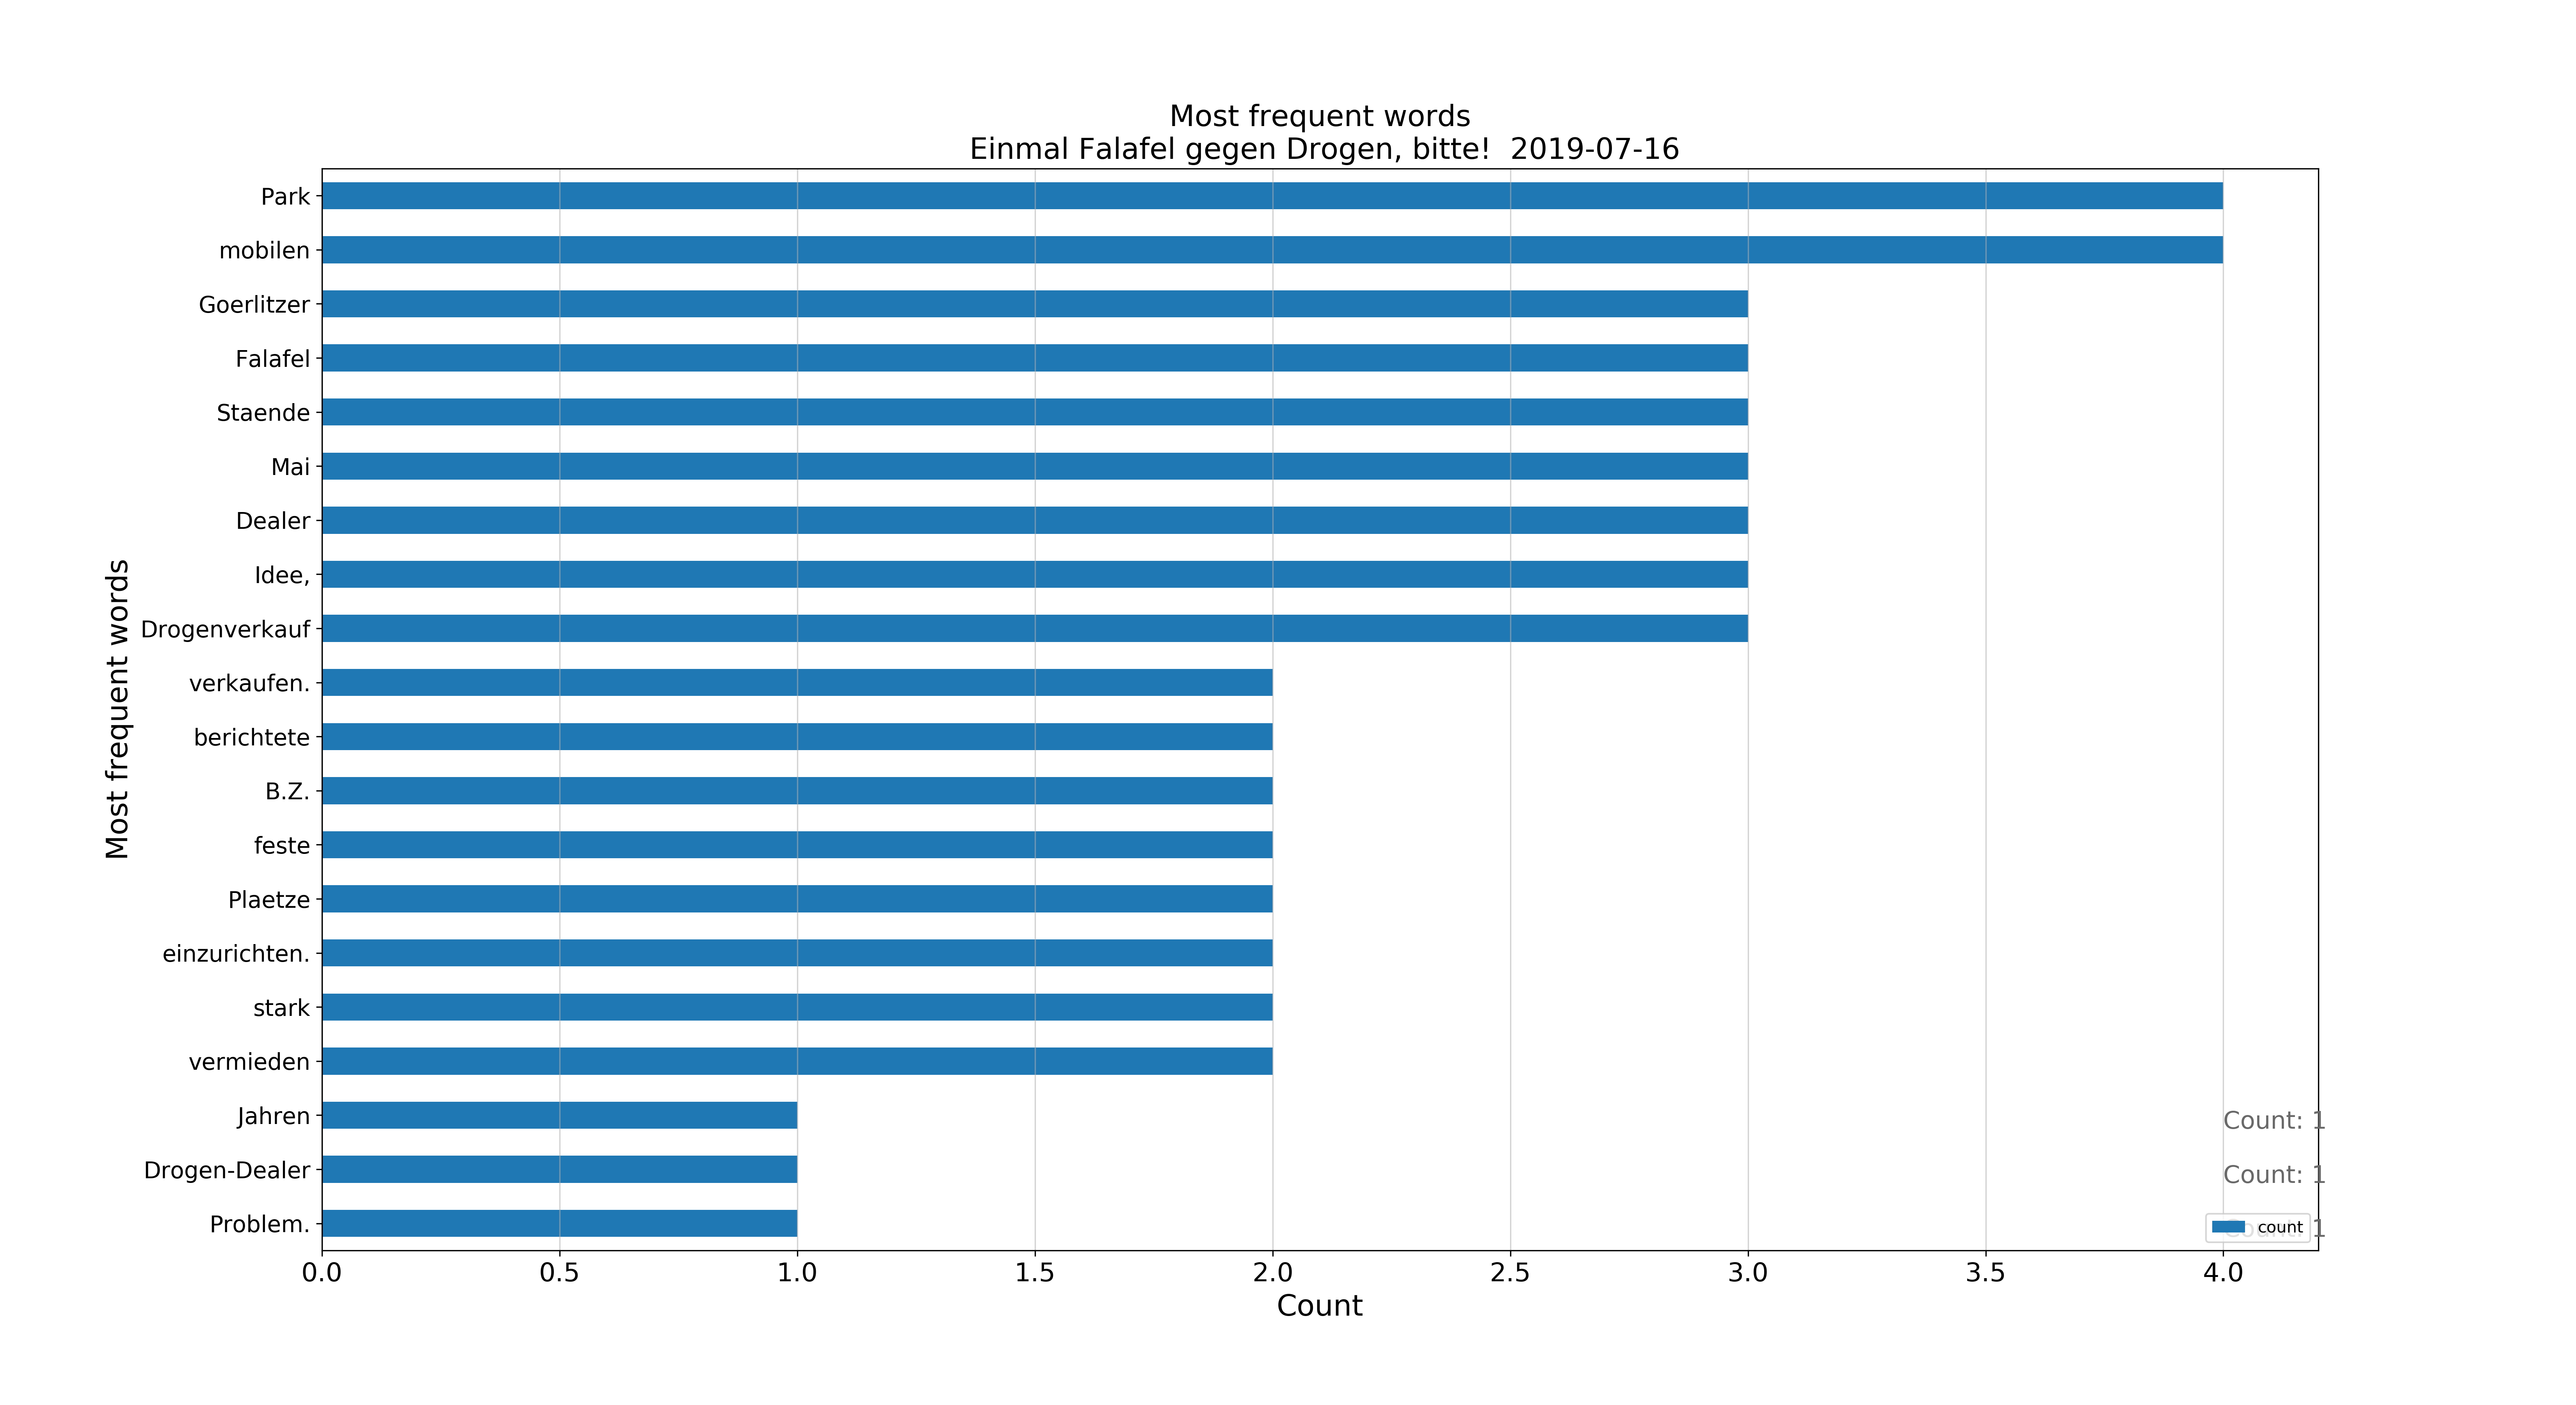 Most frequent words
Einmal Falafel gegen Drogen, bitte!  2019-07-16
Park
mobilen
Goerlitzer
Falafel
Staende
Mai
Dealer
Idee,
Drogenverkauf
verkaufen.
berichtete
B.Z.
feste
Plaetze
einzurichten.
stark
vermieden
Jahren
Drogen-Dealer
Problem.
Most frequent words
Count: 1
Count: 1
Count: 1
count
0.0 0.5 1.0 1.5 2.0 2.5 3.0 3.5 4.0
Count